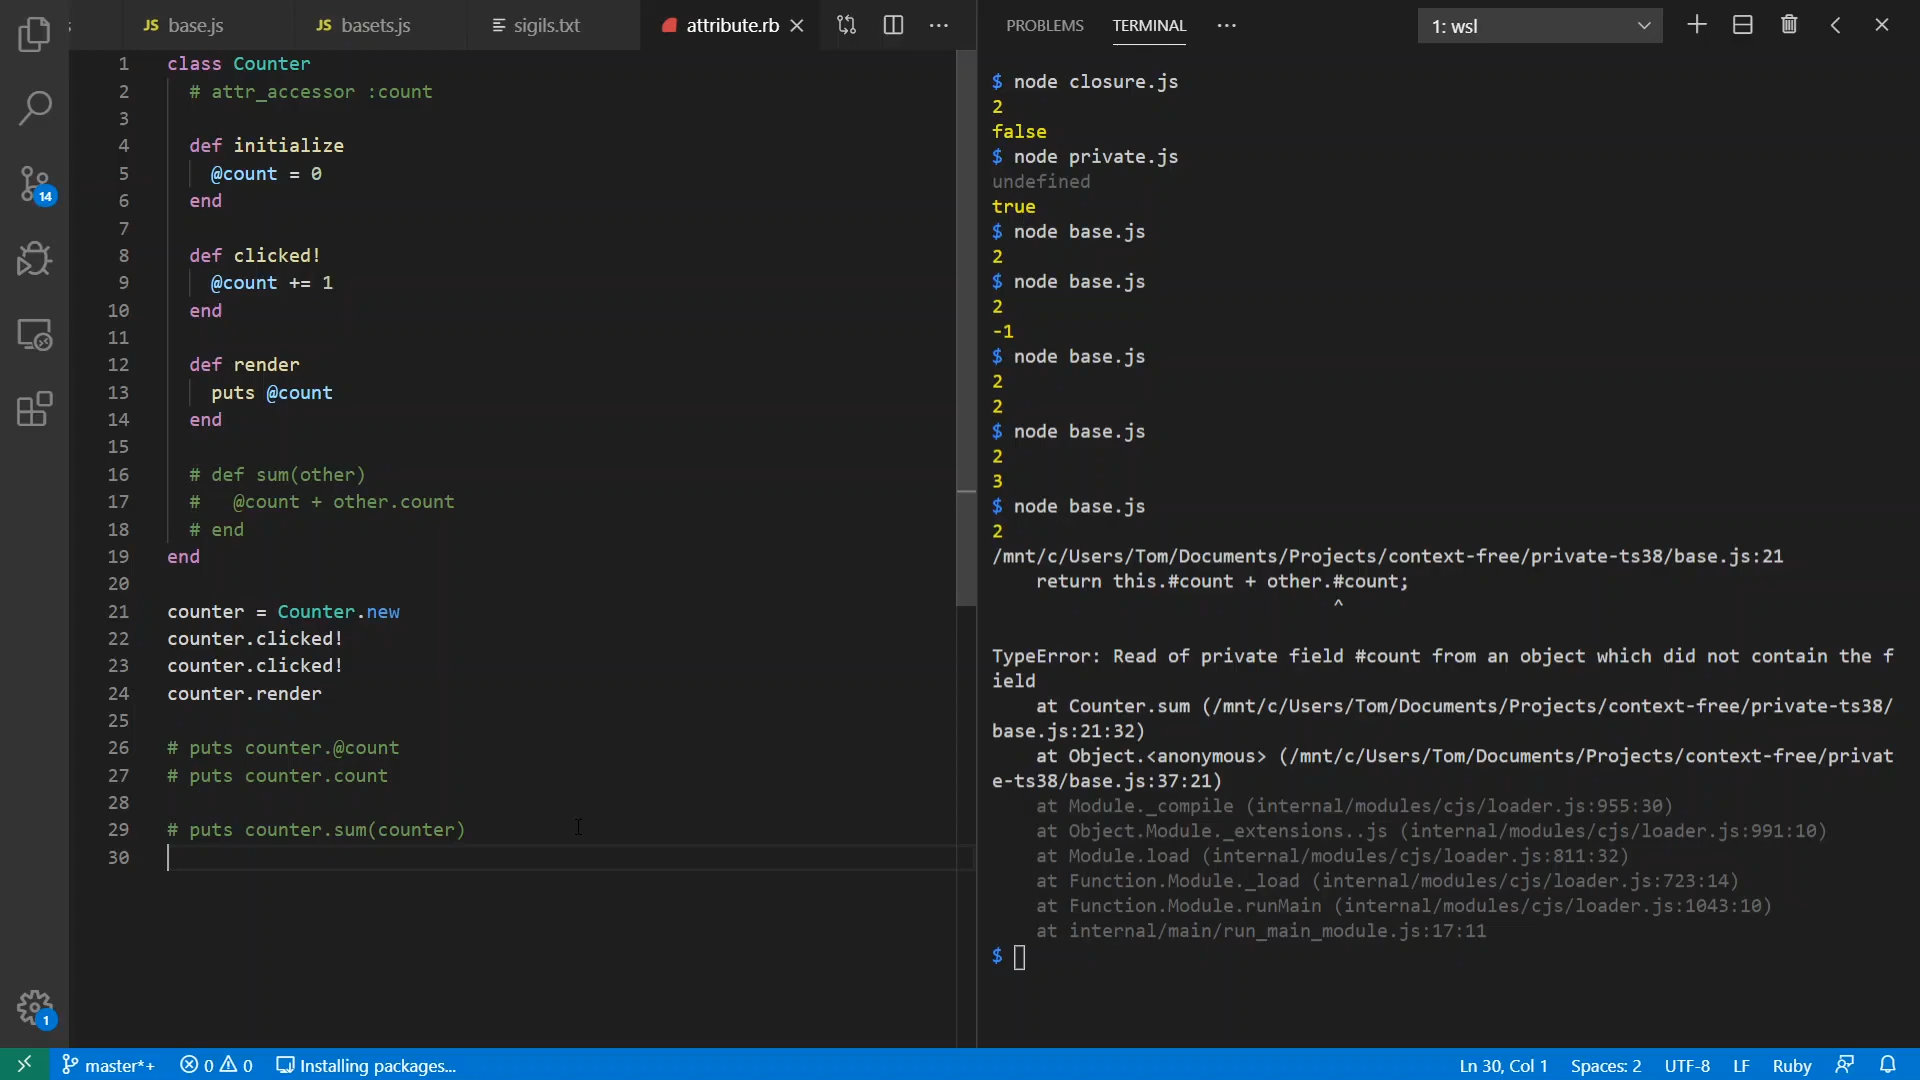 JS base.js
JS basets.js
sigils.txt
attribute.rb
PROBLEMS
TERMINAL
1: wsl
1 class Counter
2 # attr_accessor :count
3
4 def initialize
5 @count = 0
6 end
7
8 def clicked!
9 @count += 1
10 end
11
12 def render
13 puts @count
14 end
15
16 # def sum(other)
17 #   @count + other.count
18 # end
19 end
20
21 counter = Counter.new
22 counter.clicked!
23 counter.clicked!
24 counter.render
25
26 # puts counter.@count
27 # puts counter.count
28
29 # puts counter.sum(counter)
30
$ node closure.js
2
false
$ node private.js
undefined
true
$ node base.js
2
$ node base.js
2
-1
$ node base.js
2
2
$ node base.js
2
3
$ node base.js
2
/mnt/c/Users/Tom/Documents/Projects/context-free/private-ts38/base.js:21
return this.#count + other.#count;
^
TypeError: Read of private field #count from an object which did not contain the f
ield
at Counter.sum (/mnt/c/Users/Tom/Documents/Projects/context-free/private-ts38/
base.js:21:32)
at Object.<anonymous> (/mnt/c/Users/Tom/Documents/Projects/context-free/privat
e-ts38/base.js:37:21)
at Module._compile (internal/modules/cjs/loader.js:955:30)
at Object.Module._extensions..js (internal/modules/cjs/loader.js:991:10)
at Module.load (internal/modules/cjs/loader.js:811:32)
at Function.Module._load (internal/modules/cjs/loader.js:723:14)
at Function.Module.runMain (internal/modules/cjs/loader.js:1043:10)
at internal/main/run_main_module.js:17:11
$
14
1
master*+
0
0
Installing packages...
Ln 30, Col 1
Spaces: 2
UTF-8
LF
Ruby